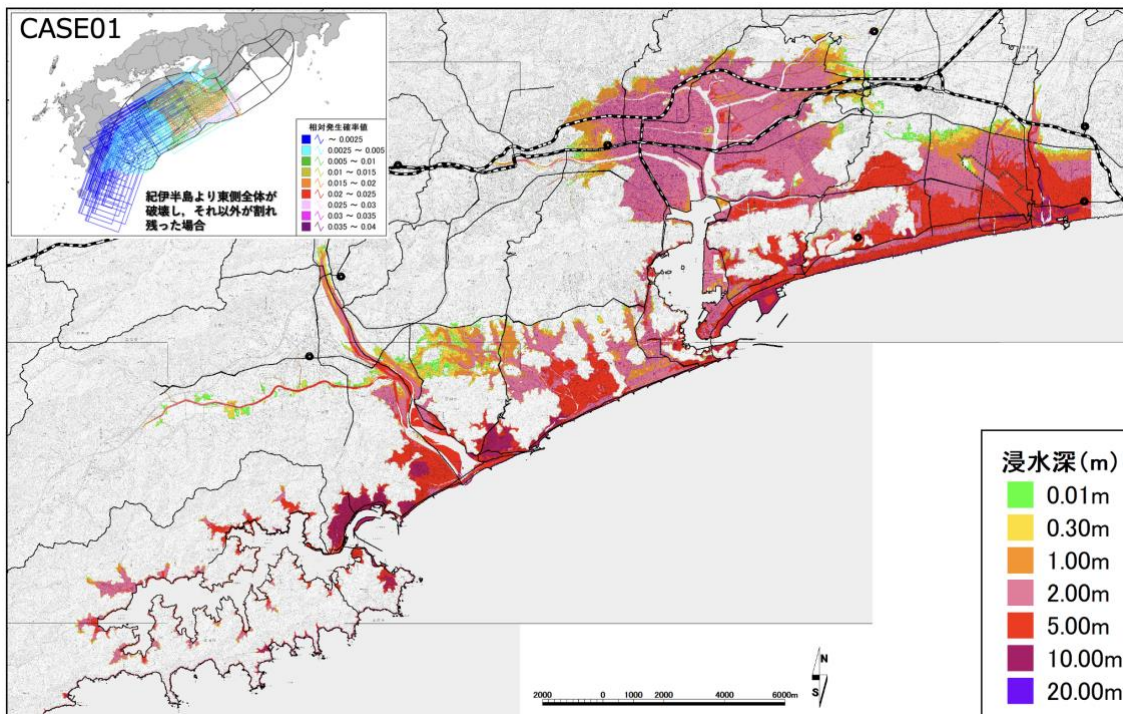 CASE01
相対発生確率値
～ 0.0025
0.0025 ～ 0.005
0.005 ～ 0.01
0.01 ～ 0.015
0.015 ～ 0.02
0.02 ～ 0.025
0.025 ～ 0.03
0.03 ～ 0.035
0.035 ～ 0.04
紀伊半島より東側全体が
破壊し，それ以外が割れ
残った場合
浸水深(m)
0.01m
0.30m
1.00m
2.00m
5.00m
10.00m
20.00m
N
S
2000 0 1000 2000 4000 6000m